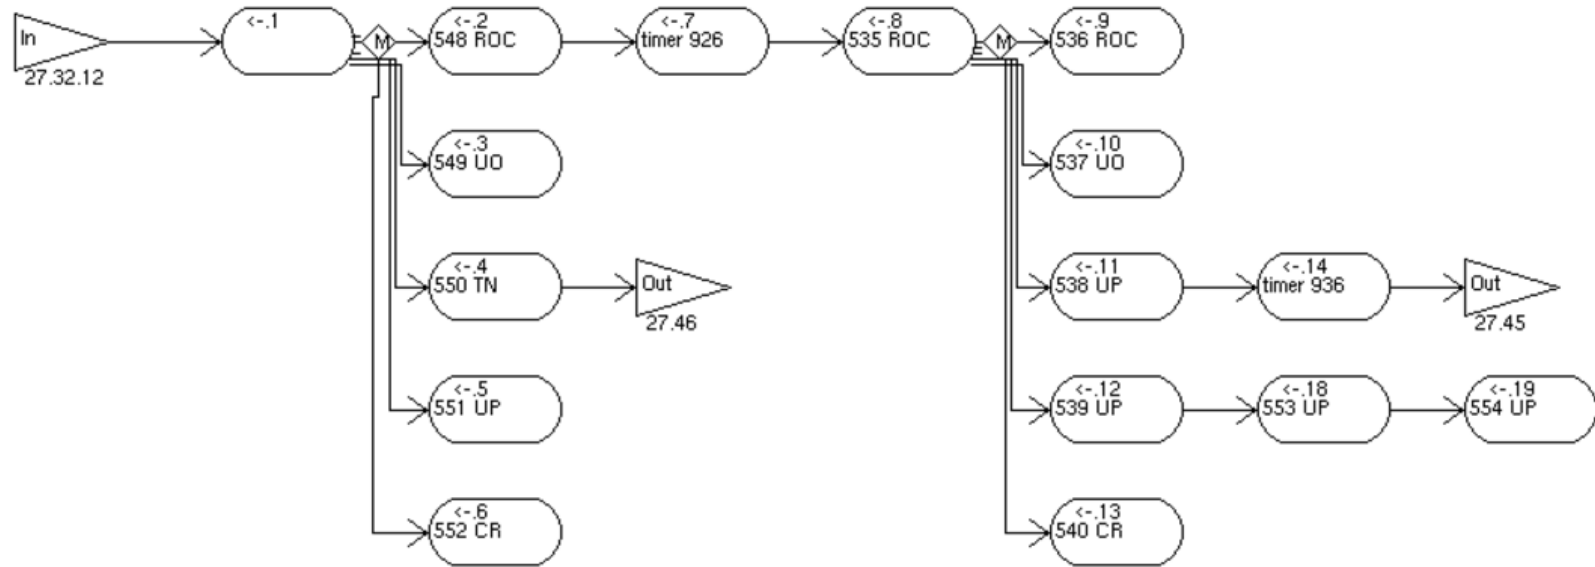 In
27.32.12
<-.1
M
<-.2
548 ROC
<-.7
timer 926
<-.8
535 ROC
M
<-.9
536 ROC
<-.3
549 UO
<-.10
537 UO
<-.4
550 TN
Out
27.46
<-.11
538 UP
<-.14
timer 936
Out
27.45
<-.5
551 UP
<-.12
539 UP
<-.18
553 UP
<-.19
554 UP
<-.6
552 CR
<-.13
540 CR